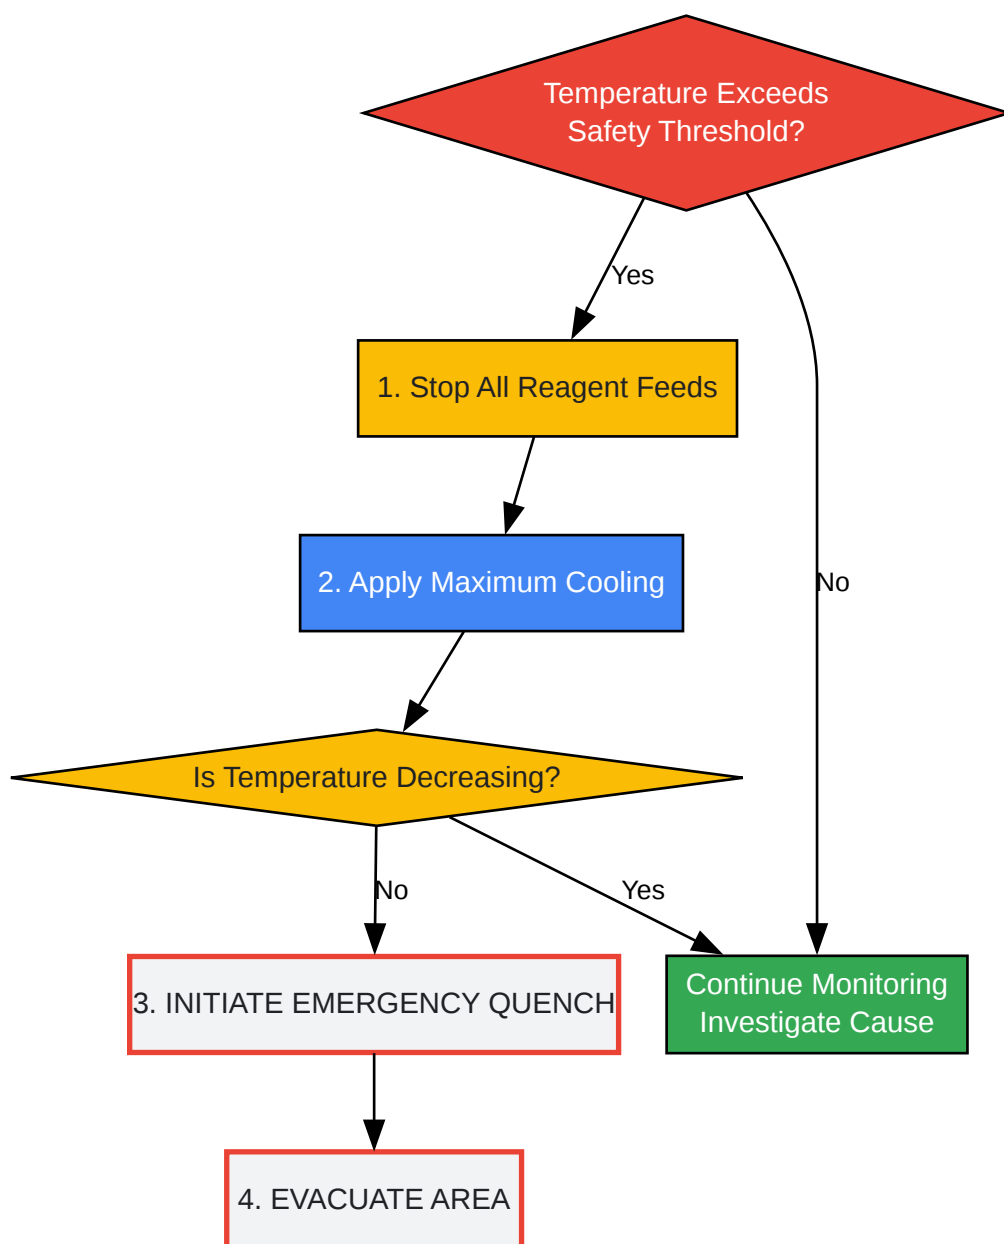 Temperature Exceeds
Safety Threshold?
Yes
1. Stop All Reagent Feeds
2. Apply Maximum Cooling
No
Is Temperature Decreasing?
No
Yes
3. INITIATE EMERGENCY QUENCH
Continue Monitoring
Investigate Cause
4. EVACUATE AREA